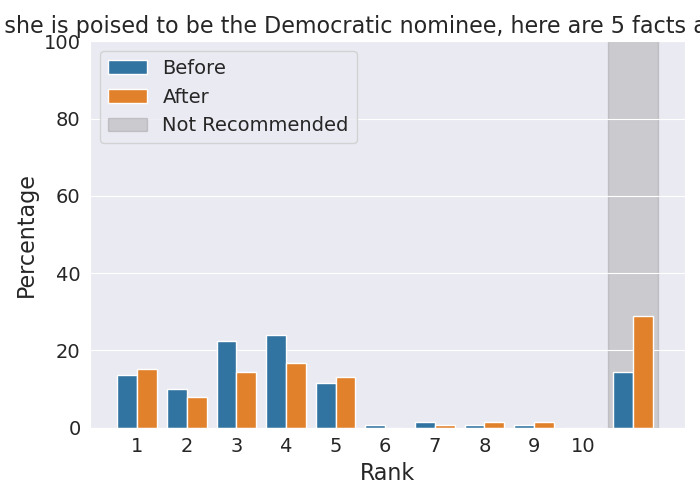 she is poised to be the Democratic nominee, here are 5 facts a
Before
After
Not Recommended
Percentage
100
80
60
40
20
0
1 2 3 4 5 6 7 8 9 10
Rank